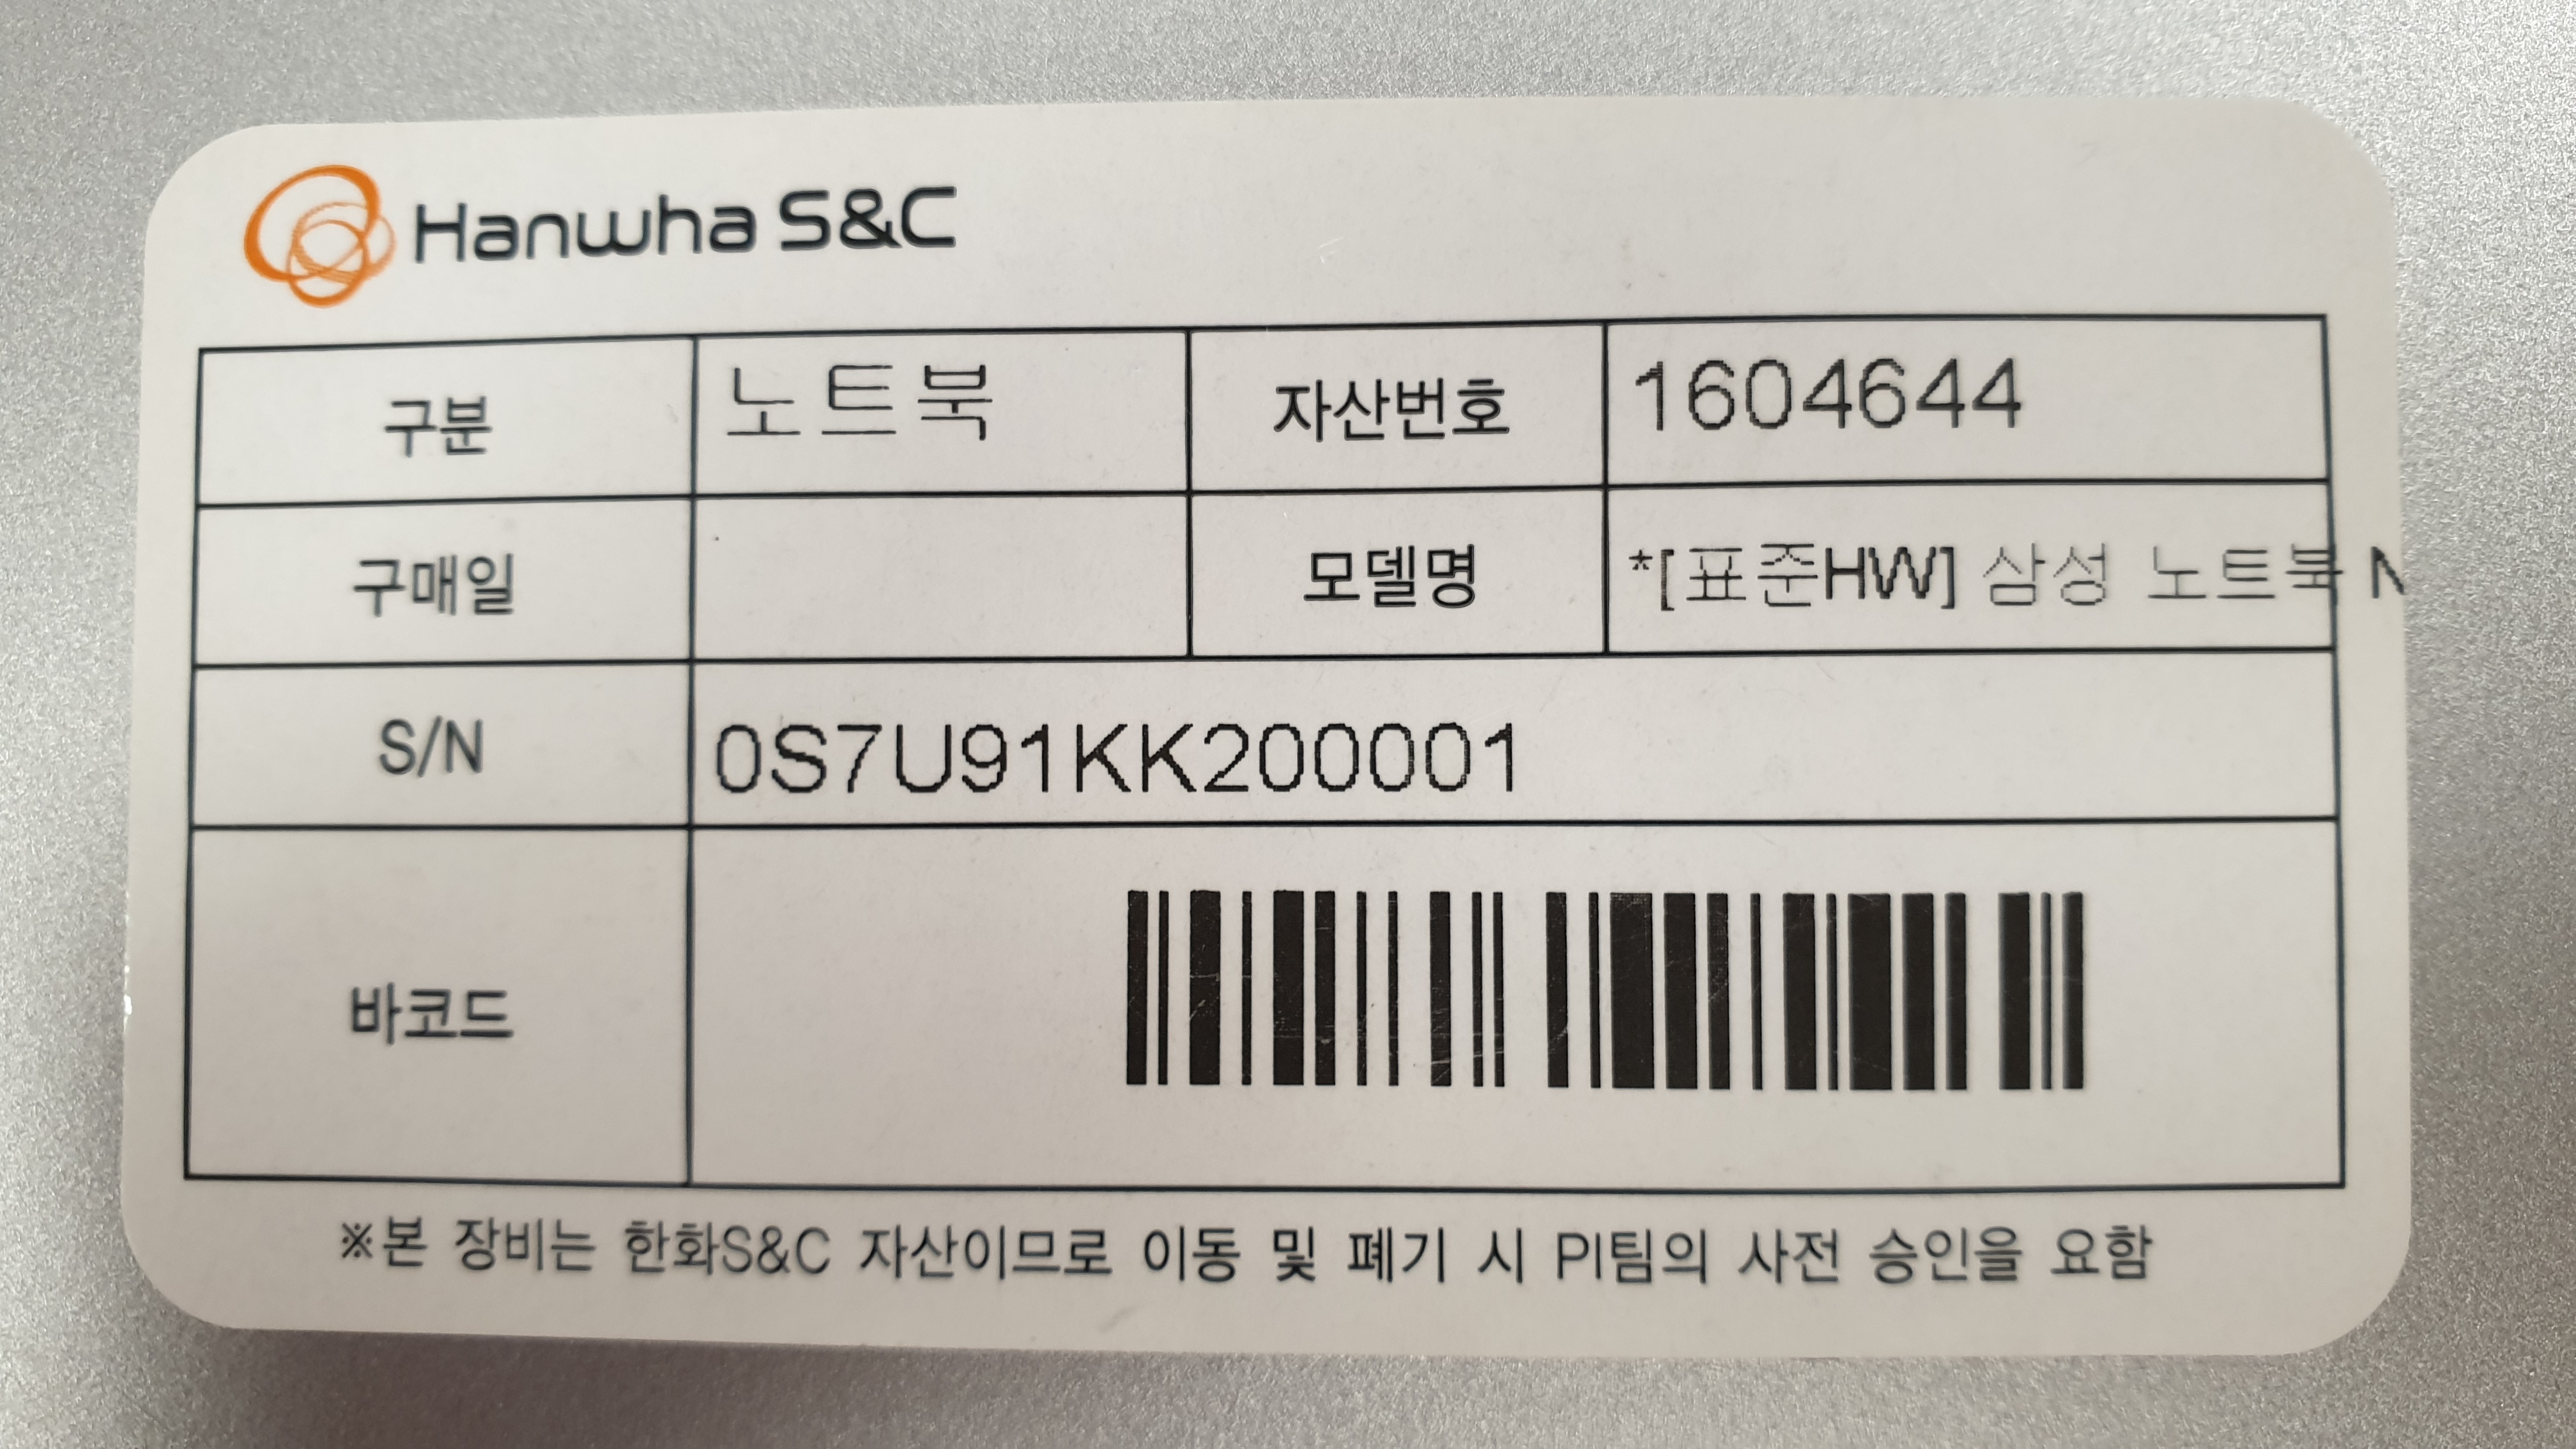 Hanwha S&C
구분 노트북 자산번호 1604644
구매일 모델명 *[표준HW] 삼성 노트북
S/N 0S7U91KK200001
바코드
※본 장비는 한화S&C 자산이므로 이동 및 폐기 시 PI팀의 사전 승인을 요함